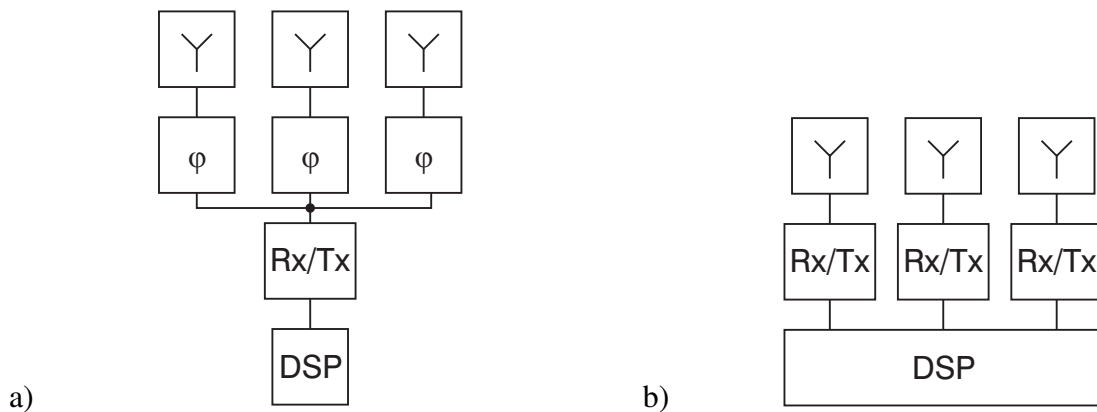 φ φ φ
Rx/Tx
DSP
a)
Rx/Tx Rx/Tx Rx/Tx
DSP
b)